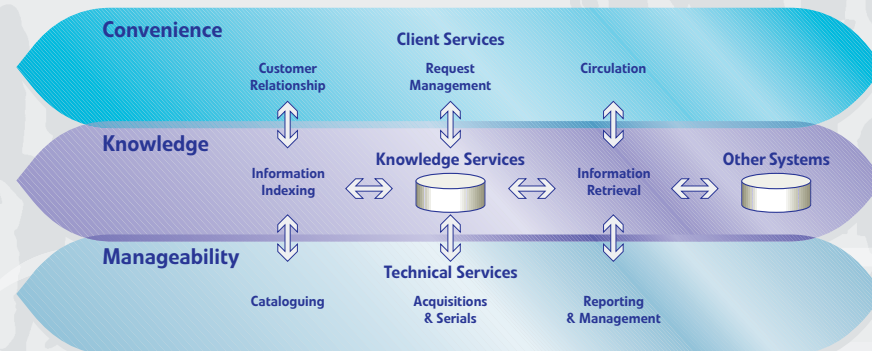 Convenience
Client Services
Customer
Relationship
Request
Management
Circulation
Knowledge
Knowledge Services
Other Systems
Information
Indexing
Information
Retrieval
Manageability
Technical Services
Cataloguing
Acquisitions
& Serials
Reporting
& Management